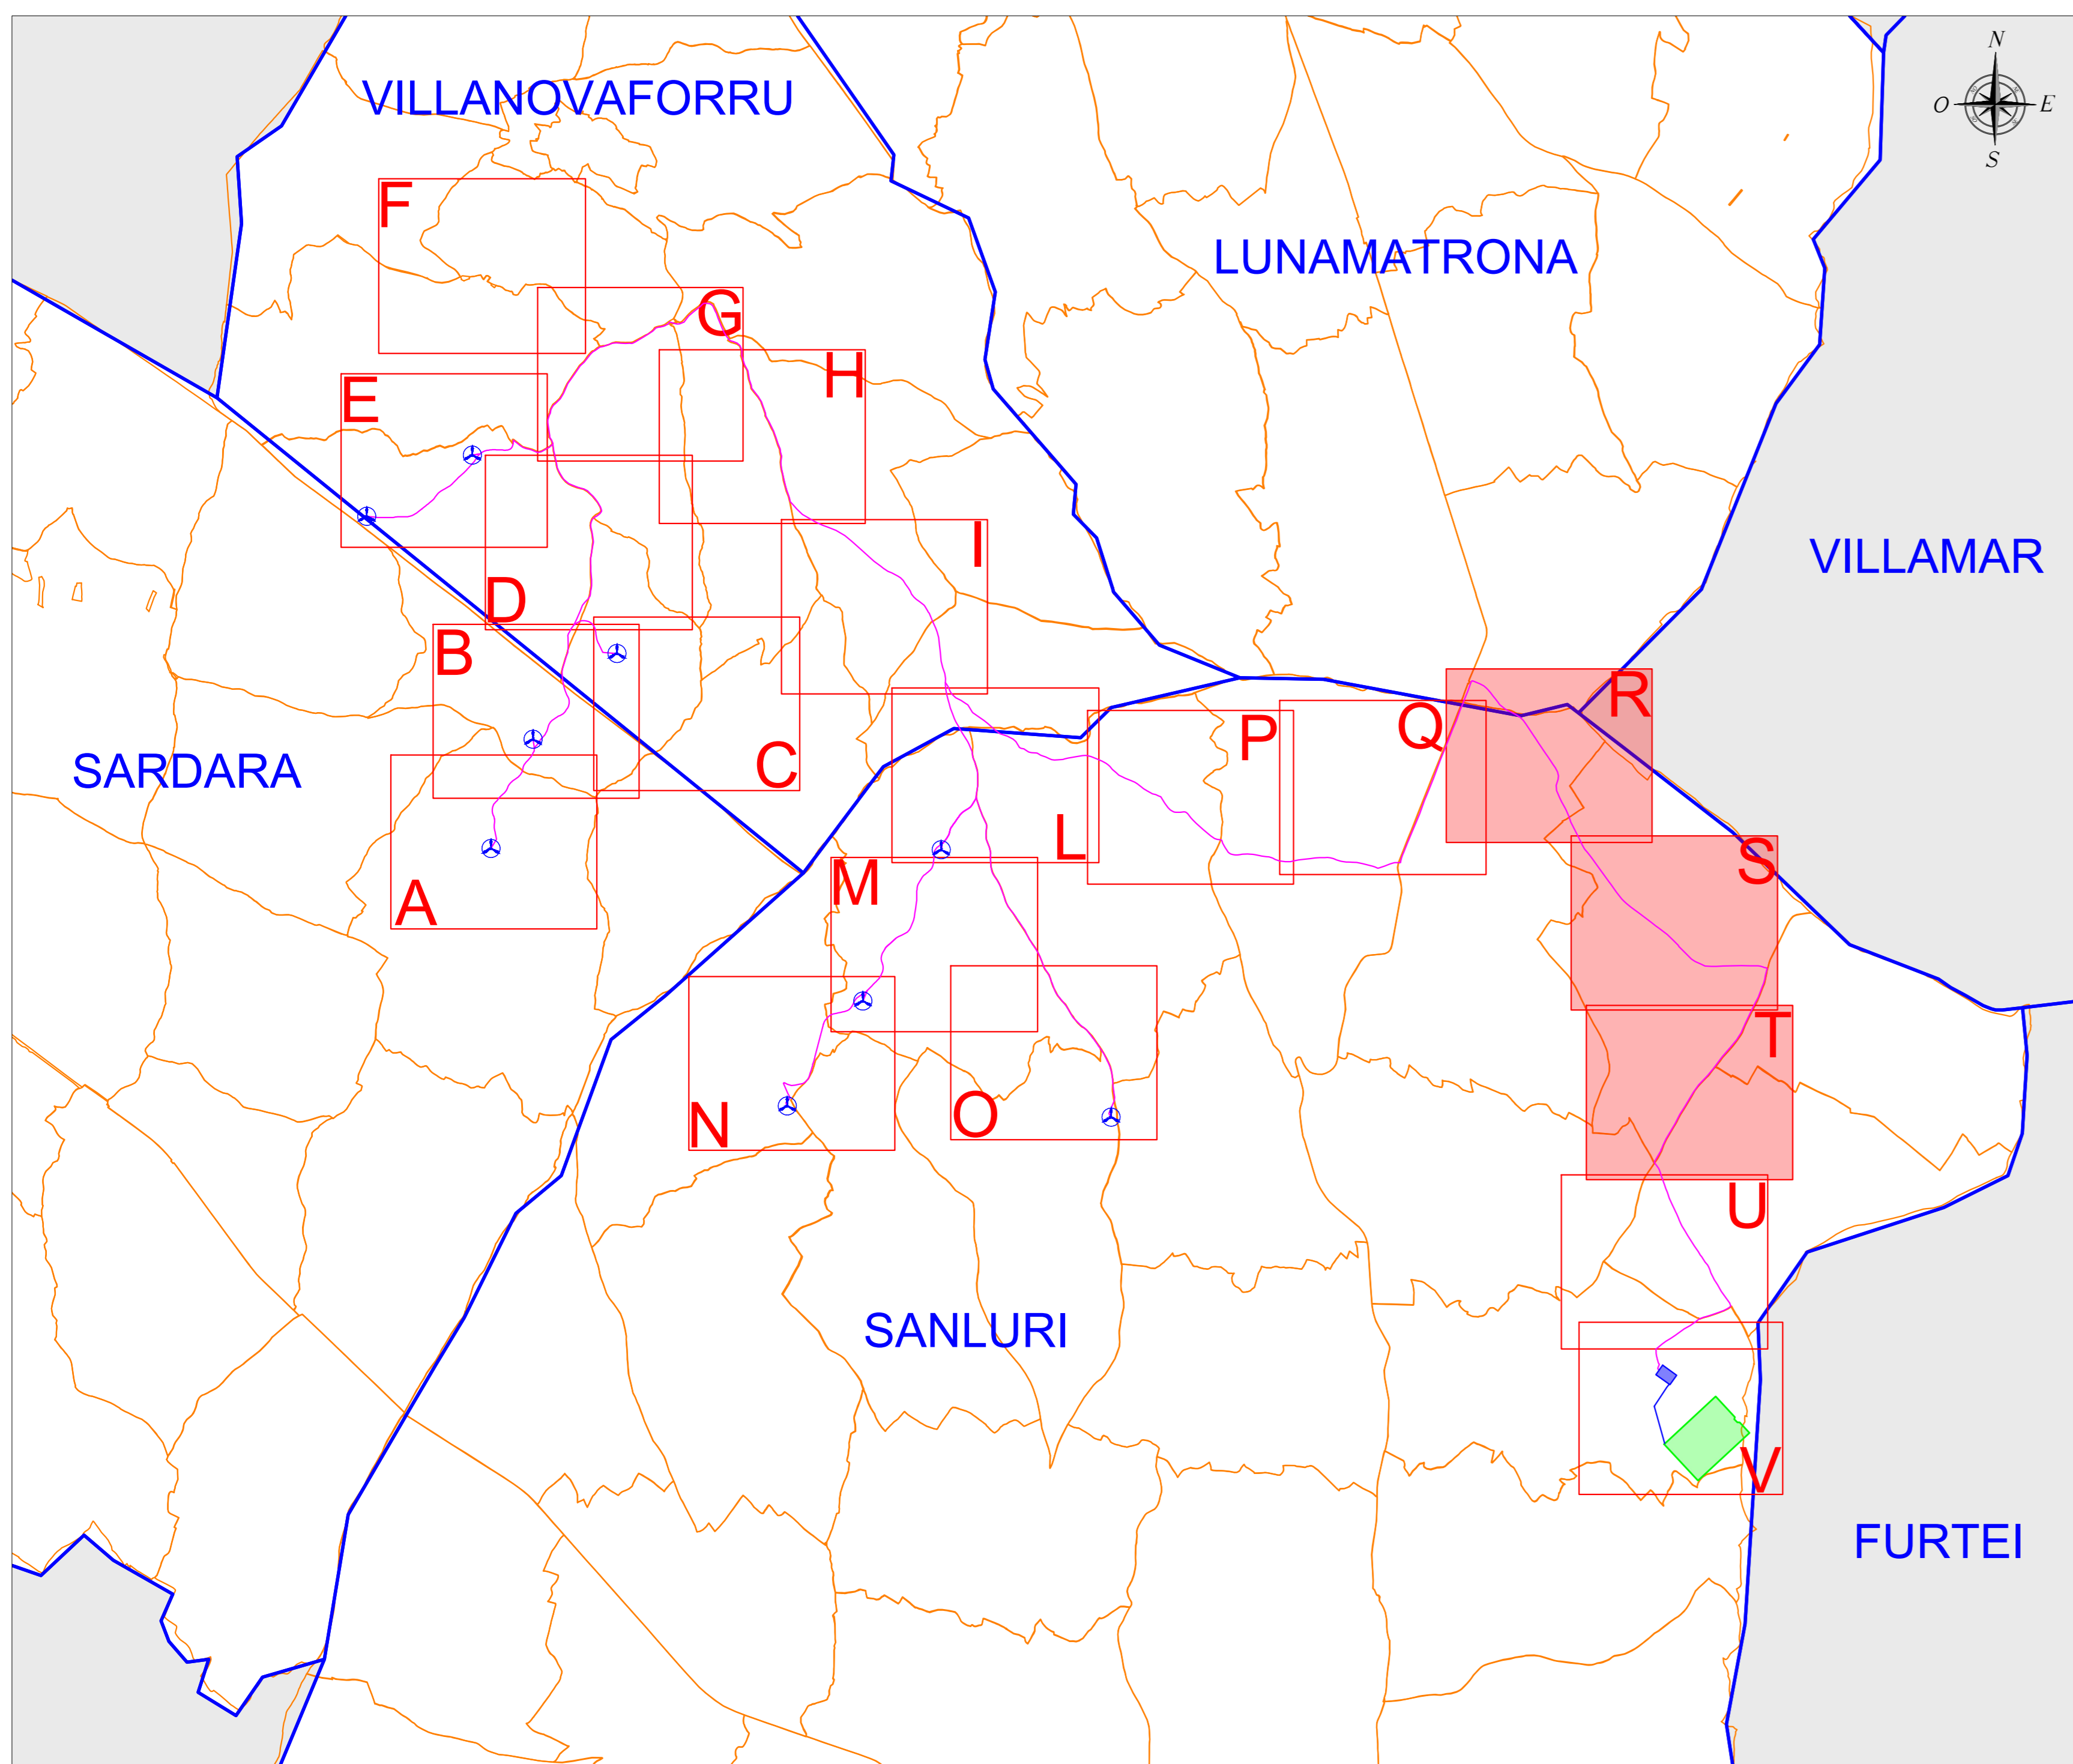 N
O E
S
VILLANOVAFORRU
F
LUNAMATRONA
G
H
E
I
VILLAMAR
D
B
R
P
Q
SARDARA
C
L
S
M
A
T
N
O
U
SANLURI
V
FURTEI